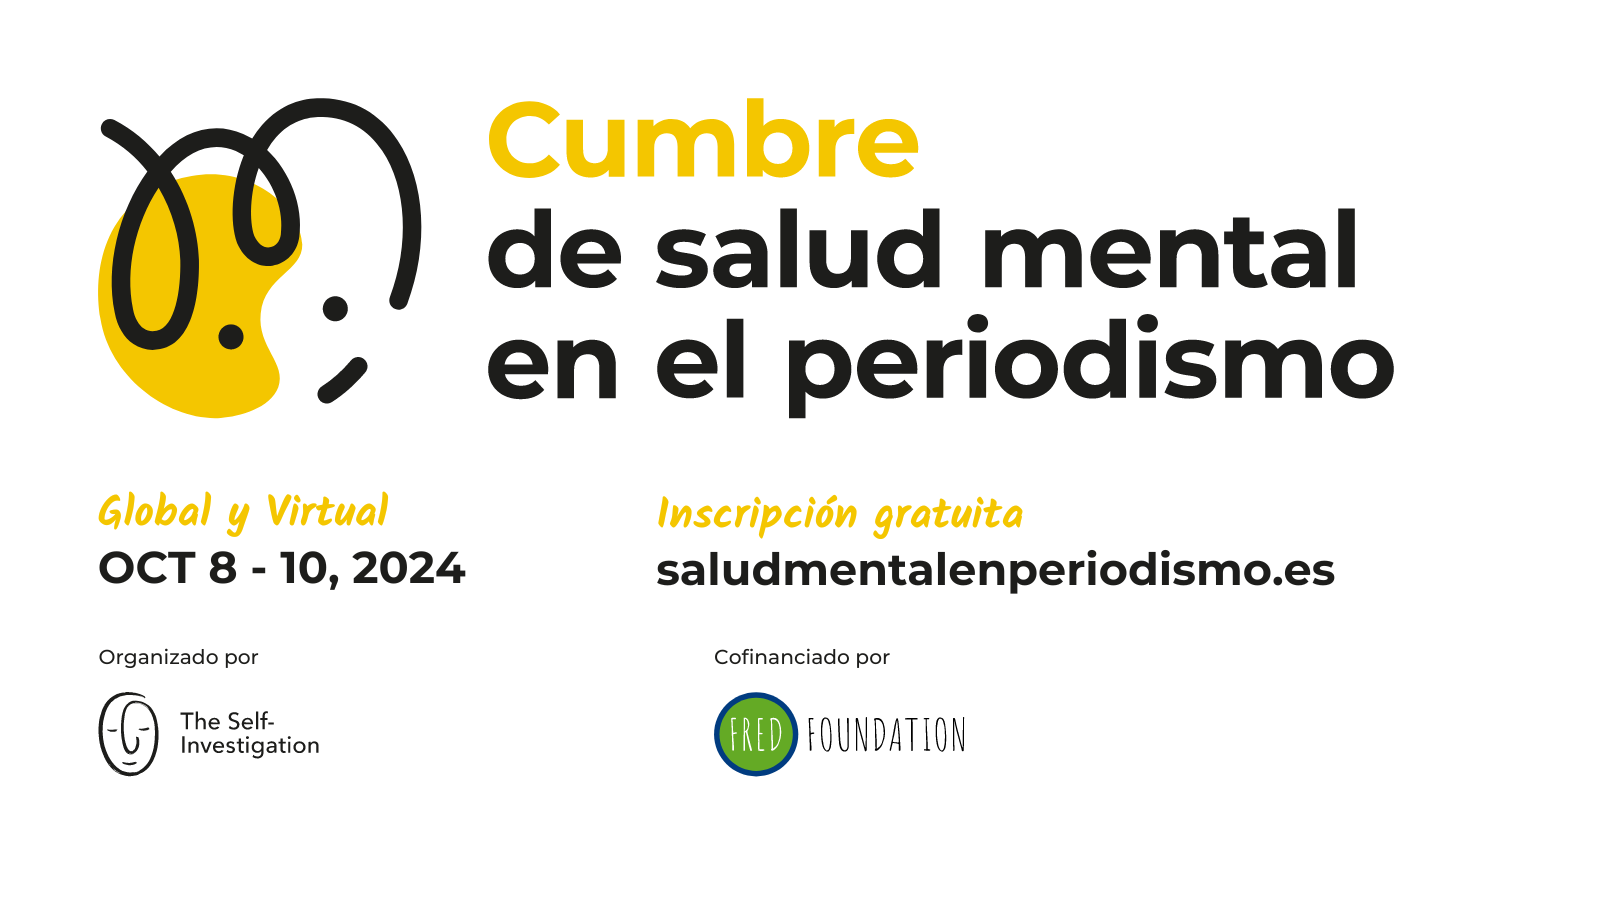 Cumbre
de salud mental
en el periodismo
Global y Virtual
OCT 8 - 10, 2024
Inscripción gratuita
saludmentalenperiodismo.es
Organizado por
The Self-
Investigation
Cofinanciado por
FRED FOUNDATION